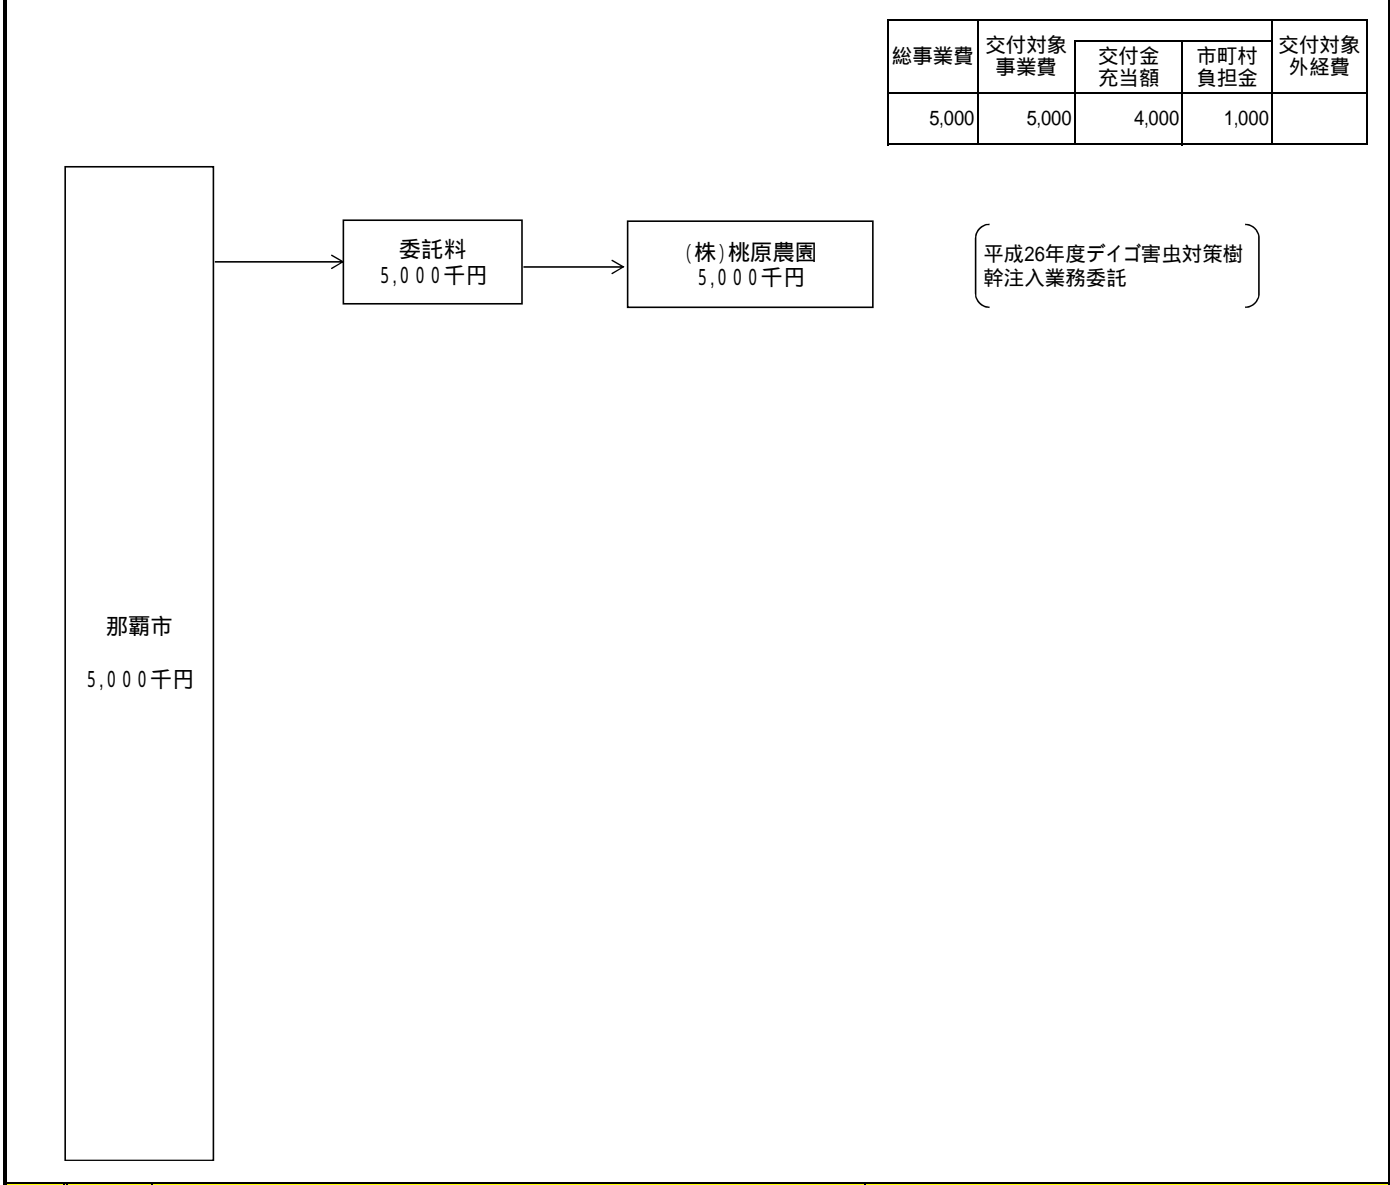 総事業費
交付対象
事業費
交付金
充当額
市町村
負担金
交付対象
外経費
5,000
5,000
4,000
1,000
委託料
5,000千円
(株)桃原農園
5,000千円
平成26年度デイゴ害虫対策樹
幹注入業務委託
那覇市
5,000千円